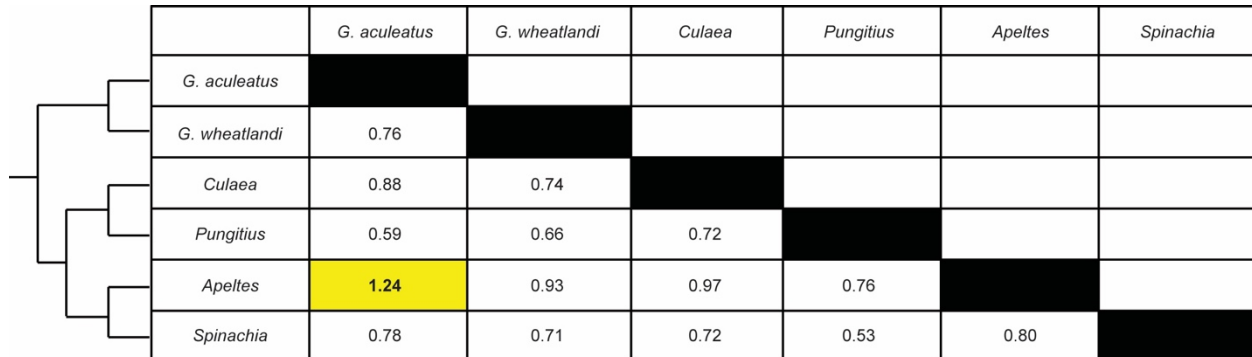 G. aculeatus G. wheatlandi Culaea Pungitius Apeltes Spinachia
G. aculeatus
G. wheatlandi 0.76
Culaea 0.88 0.74
Pungitius 0.59 0.66 0.72
Apeltes 1.24 0.93 0.97 0.76
Spinachia 0.78 0.71 0.72 0.53 0.80